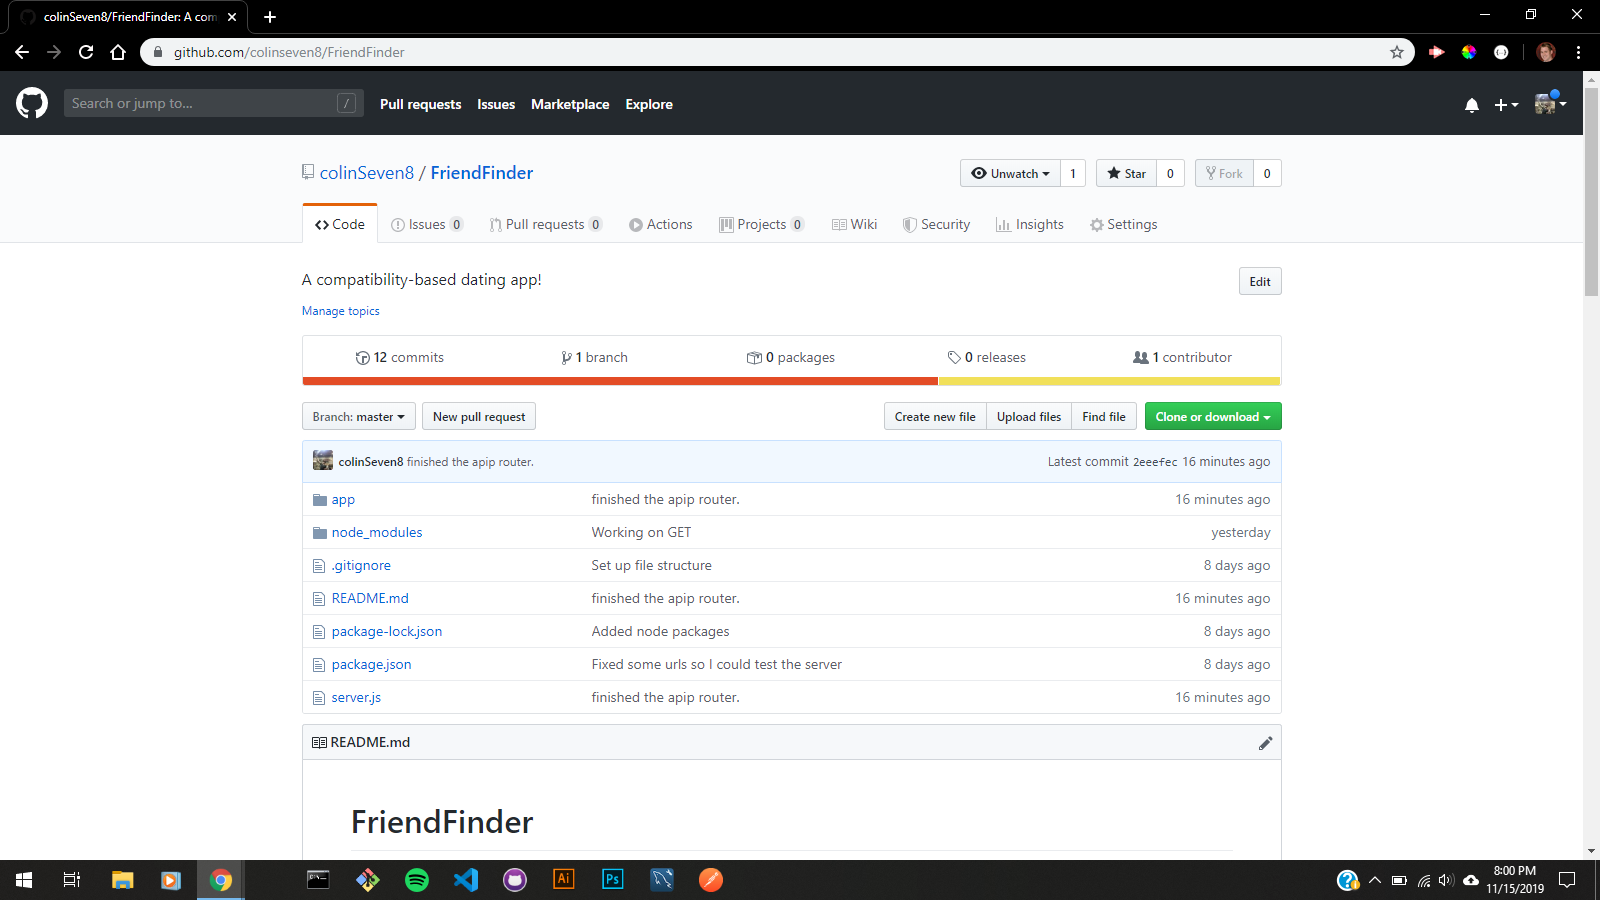 colinSeven8/FriendFinder: A com
github.com/colinseven8/FriendFinder
Search or jump to... /
Pull requests Issues Marketplace Explore
colinSeven8 / FriendFinder
Unwatch 1 Star 0 Fork 0
Code Issues 0 Pull requests 0 Actions Projects 0 Wiki Security Insights Settings
A compatibility-based dating app!
Edit
Manage topics
12 commits 1 branch 0 packages 0 releases 1 contributor
Branch: master New pull request Create new file Upload files Find file Clone or download
colinSeven8 finished the apip router. Latest commit 2eeefec 16 minutes ago
app finished the apip router. 16 minutes ago
node_modules Working on GET yesterday
.gitignore Set up file structure 8 days ago
README.md finished the apip router. 16 minutes ago
package-lock.json Added node packages 8 days ago
package.json Fixed some urls so I could test the server 8 days ago
server.js finished the apip router. 16 minutes ago
README.md
FriendFinder
Ai Ps
8:00 PM
11/15/2019